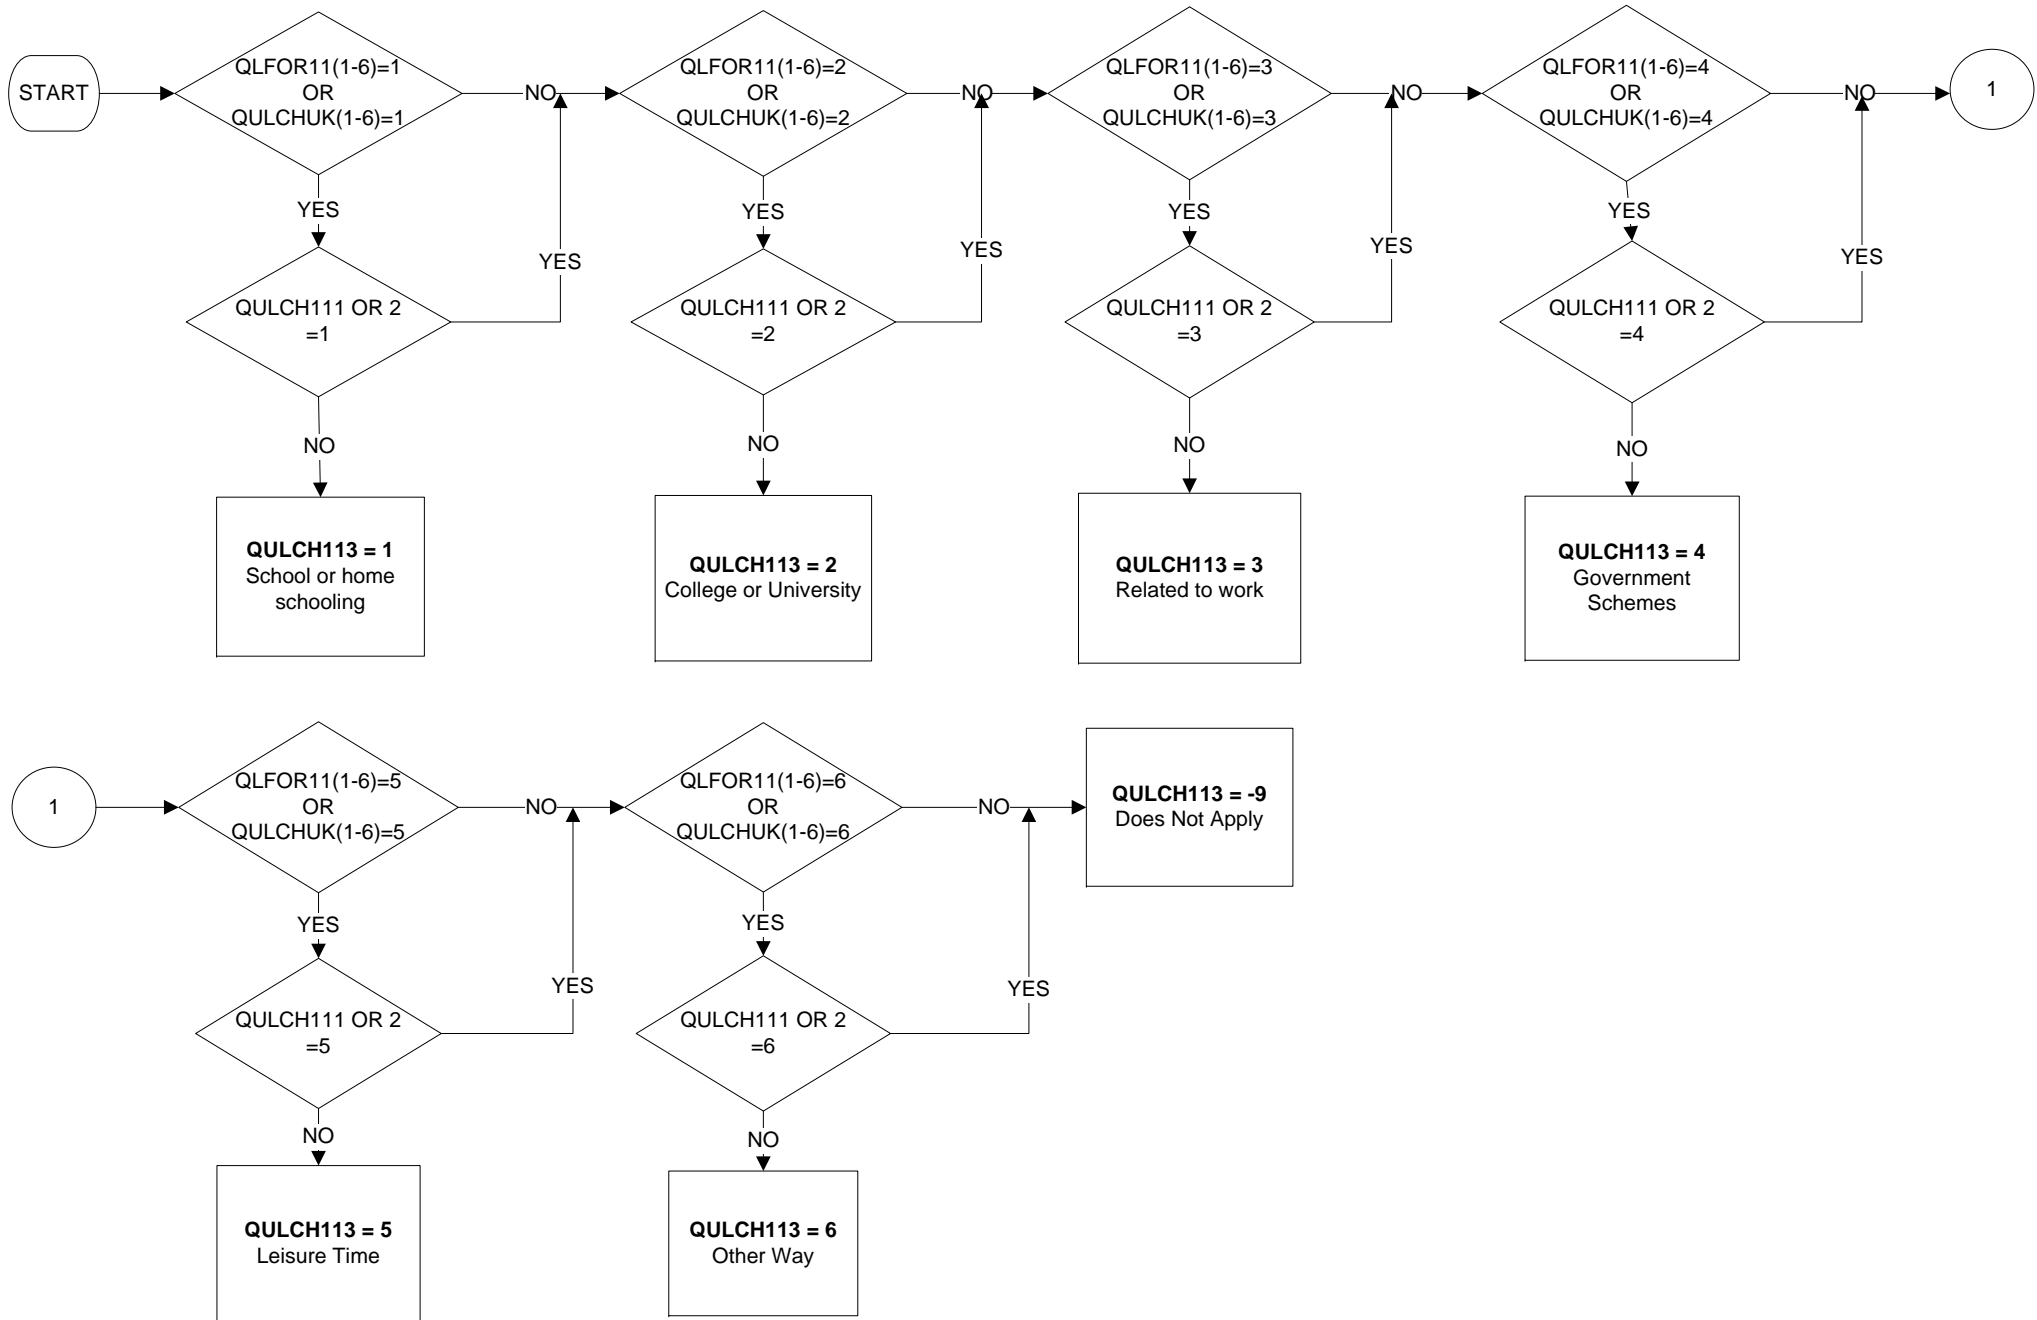 START
QLFOR11(1-6)=1
OR
QULCHUK(1-6)=1
NO
QLFOR11(1-6)=2
OR
QULCHUK(1-6)=2
NO
QLFOR11(1-6)=3
OR
QULCHUK(1-6)=3
NO
QLFOR11(1-6)=4
OR
QULCHUK(1-6)=4
NO
1
YES
YES
YES
YES
YES
YES
YES
YES
QULCH111 OR 2
=1
QULCH111 OR 2
=2
QULCH111 OR 2
=3
QULCH111 OR 2
=4
NO
NO
NO
NO
QULCH113 = 1
School or home
schooling
QULCH113 = 2
College or University
QULCH113 = 3
Related to work
QULCH113 = 4
Government
Schemes
1
QLFOR11(1-6)=5
OR
QULCHUK(1-6)=5
NO
QLFOR11(1-6)=6
OR
QULCHUK(1-6)=6
NO
QULCH113 = -9
Does Not Apply
YES
YES
YES
YES
QULCH111 OR 2
=5
QULCH111 OR 2
=6
NO
NO
QULCH113 = 5
Leisure Time
QULCH113 = 6
Other Way